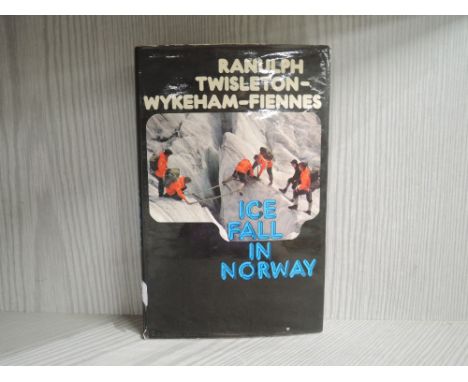 RANULPH
TWISLETON-
WYKEHAM-FIENNES
ICE
FALL
IN
NORWAY